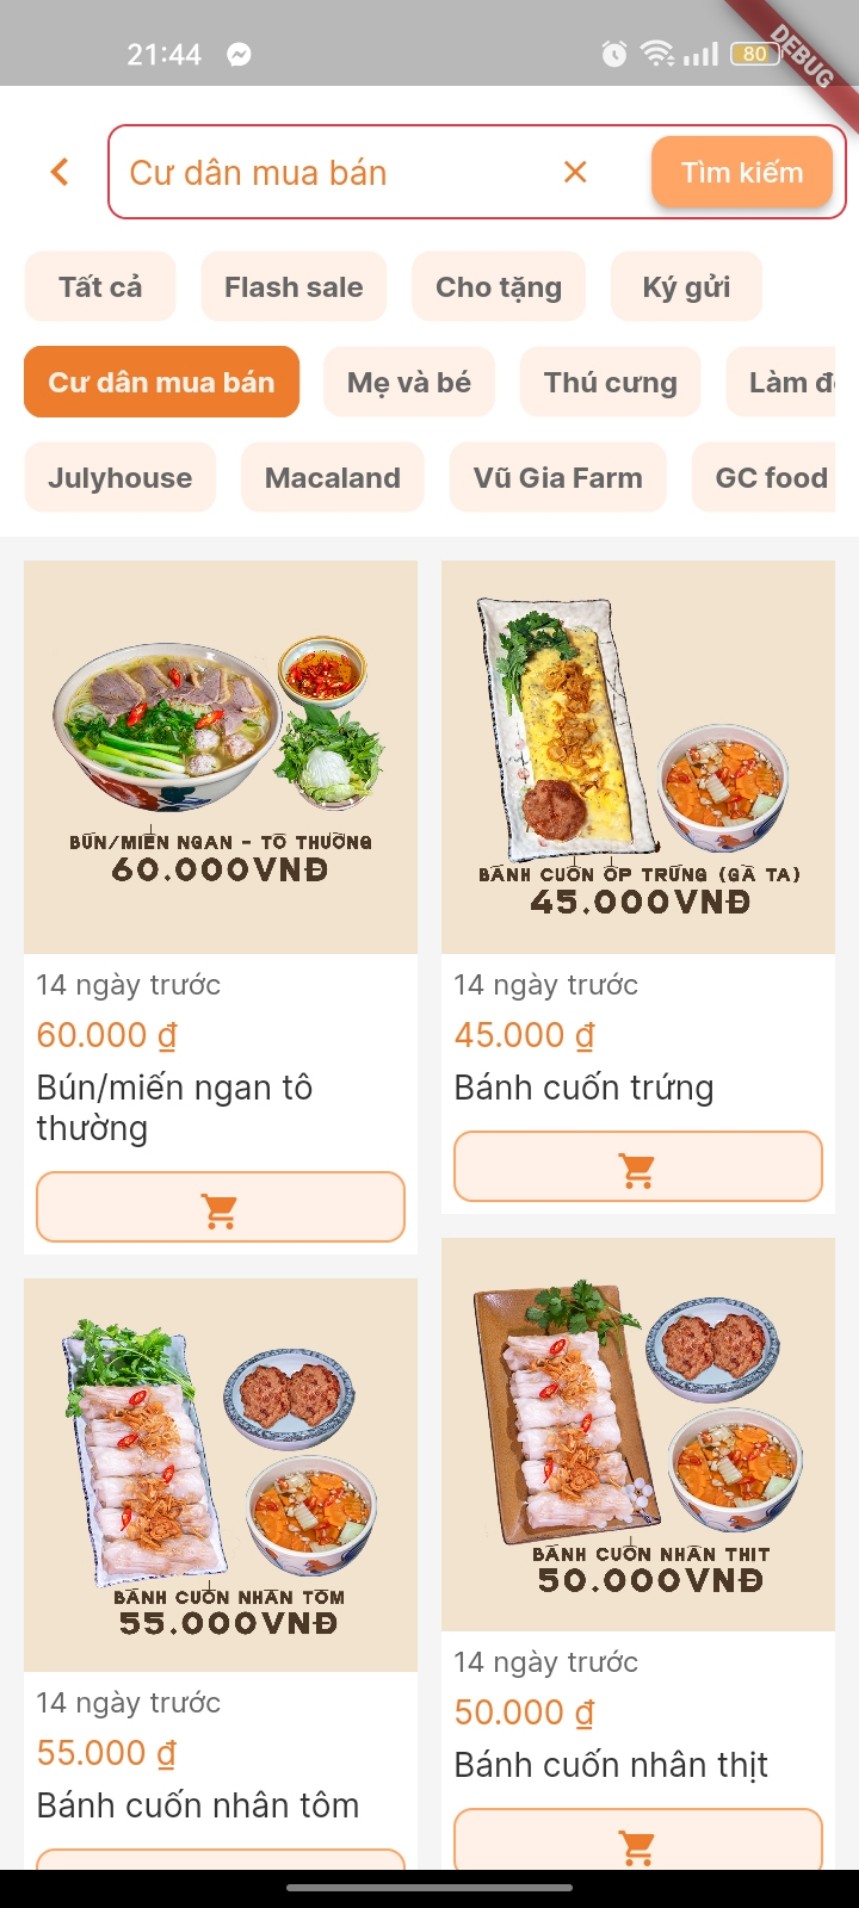 21:44
80
DEBUG
Cư dân mua bán
Tìm kiếm
Tất cả
Flash sale
Cho tặng
Ký gửi
Cư dân mua bán
Mẹ và bé
Thú cưng
Làm đ
Julyhouse
Macaland
Vũ Gia Farm
GC food
BÚN/MIẾN NGAN - TÔ THƯỜNG
60.000VNĐ
BÁNH CUỐN ỐP TRỨNG (GÀ TA)
45.000VNĐ
14 ngày trước
60.000 ₫
Bún/miến ngan tô
thường
14 ngày trước
45.000 ₫
Bánh cuốn trứng
BÁNH CUỐN NHÂN TÔM
55.000VNĐ
BÁNH CUỐN NHÂN THỊT
50.000VNĐ
14 ngày trước
55.000 ₫
Bánh cuốn nhân tôm
14 ngày trước
50.000 ₫
Bánh cuốn nhân thịt